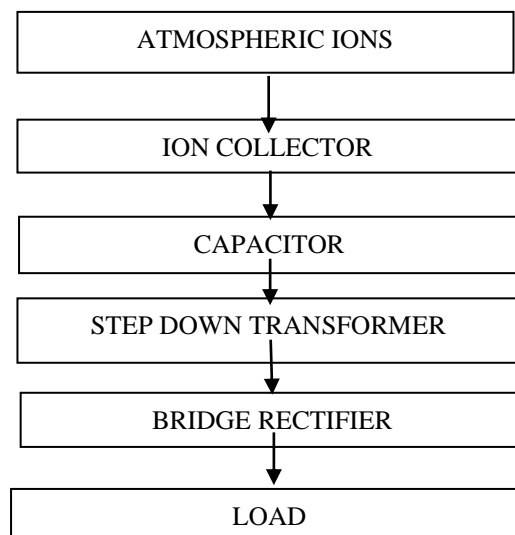 ATMOSPHERIC IONS
ION COLLECTOR
CAPACITOR
STEP DOWN TRANSFORMER
BRIDGE RECTIFIER
LOAD